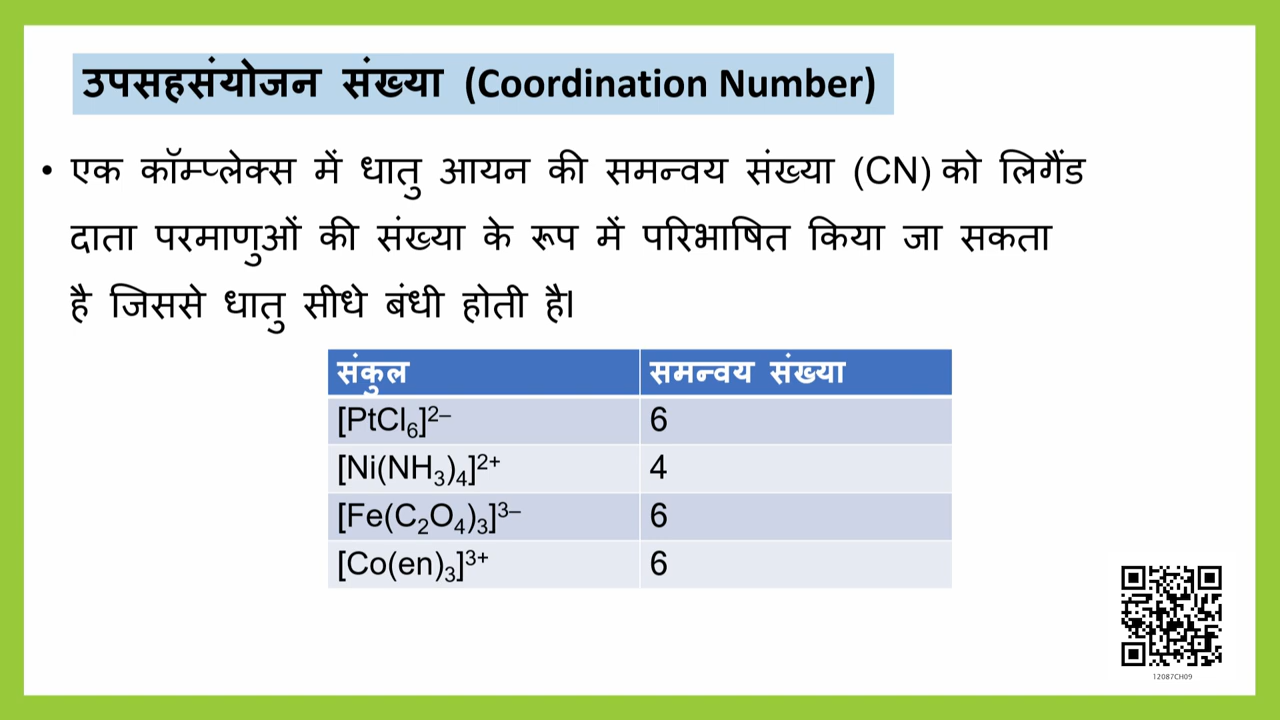 उपसहसंयोजन संख्या (Coordination Number)
• एक कॉम्प्लेक्स में धातु आयन की समन्वय संख्या (CN) को लिगैंड
दाता परमाणुओं की संख्या के रूप में परिभाषित किया जा सकता
है जिससे धातु सीधे बंधी होती है।
संकुल समन्वय संख्या
[PtCl₆]²⁻ 6
[Ni(NH₃)₄]²⁺ 4
[Fe(C₂O₄)₃]³⁻ 6
[Co(en)₃]³⁺ 6
12087CH09